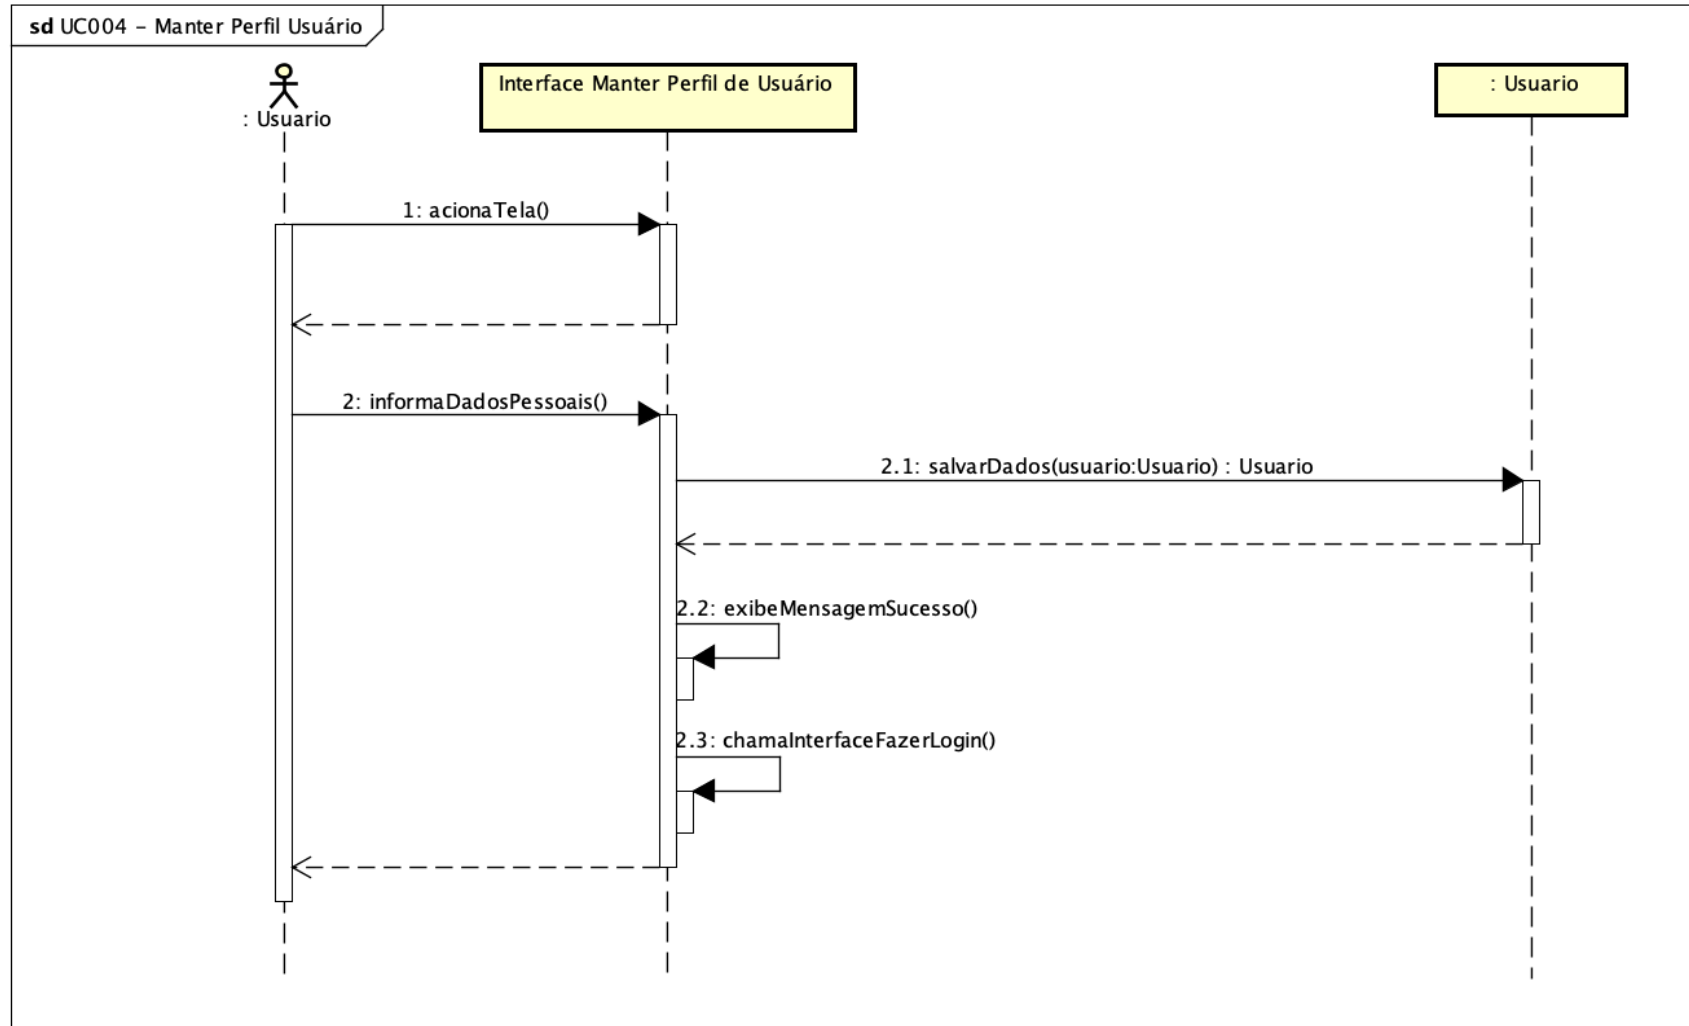 sd UC004 - Manter Perfil Usuário
: Usuario
Interface Manter Perfil de Usuário
: Usuario
1: acionaTela()
2: informaDadosPessoais()
2.1: salvarDados(usuario:Usuario) : Usuario
2.2: exibeMensagemSucesso()
2.3: chamaInterfaceFazerLogin()